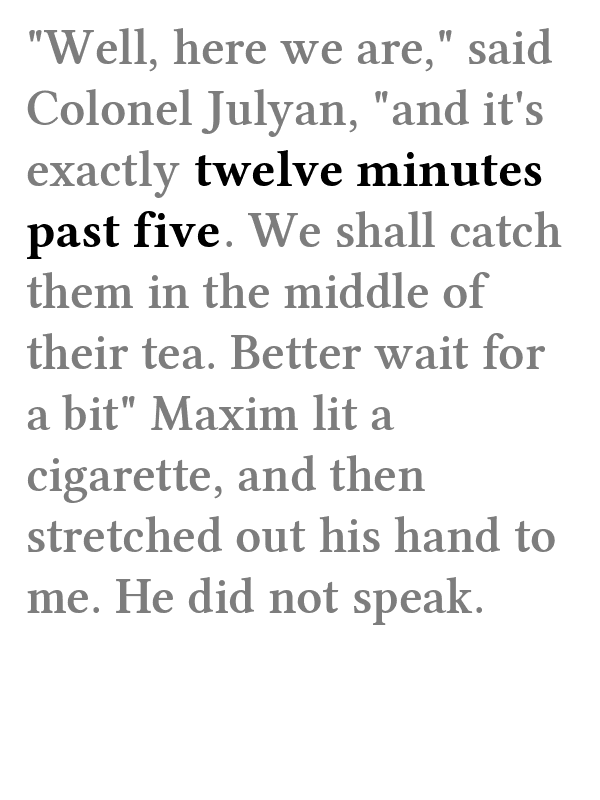 "Well, here we are," said
Colonel Julyan, "and it's
exactly twelve minutes
past five. We shall catch
them in the middle of
their tea. Better wait for
a bit" Maxim lit a
cigarette, and then
stretched out his hand to
me. He did not speak.